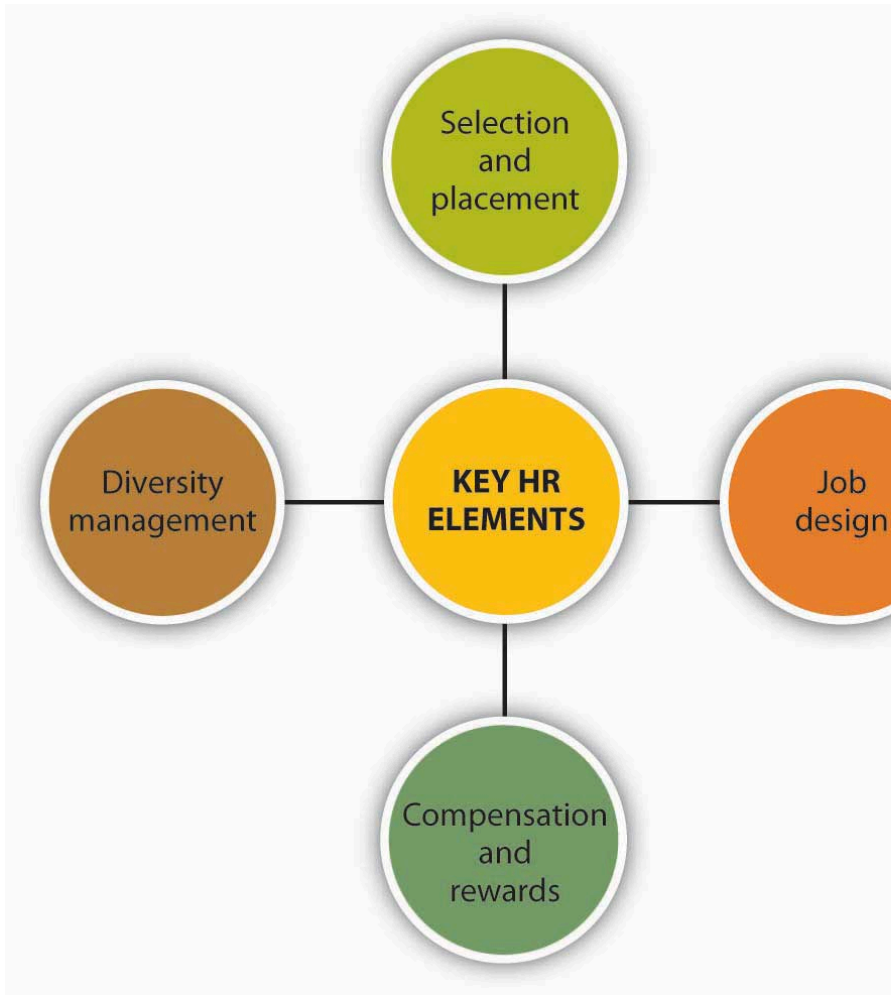 Selection
and
placement
Diversity
management
KEY HR
ELEMENTS
Job
design
Compensation
and
rewards